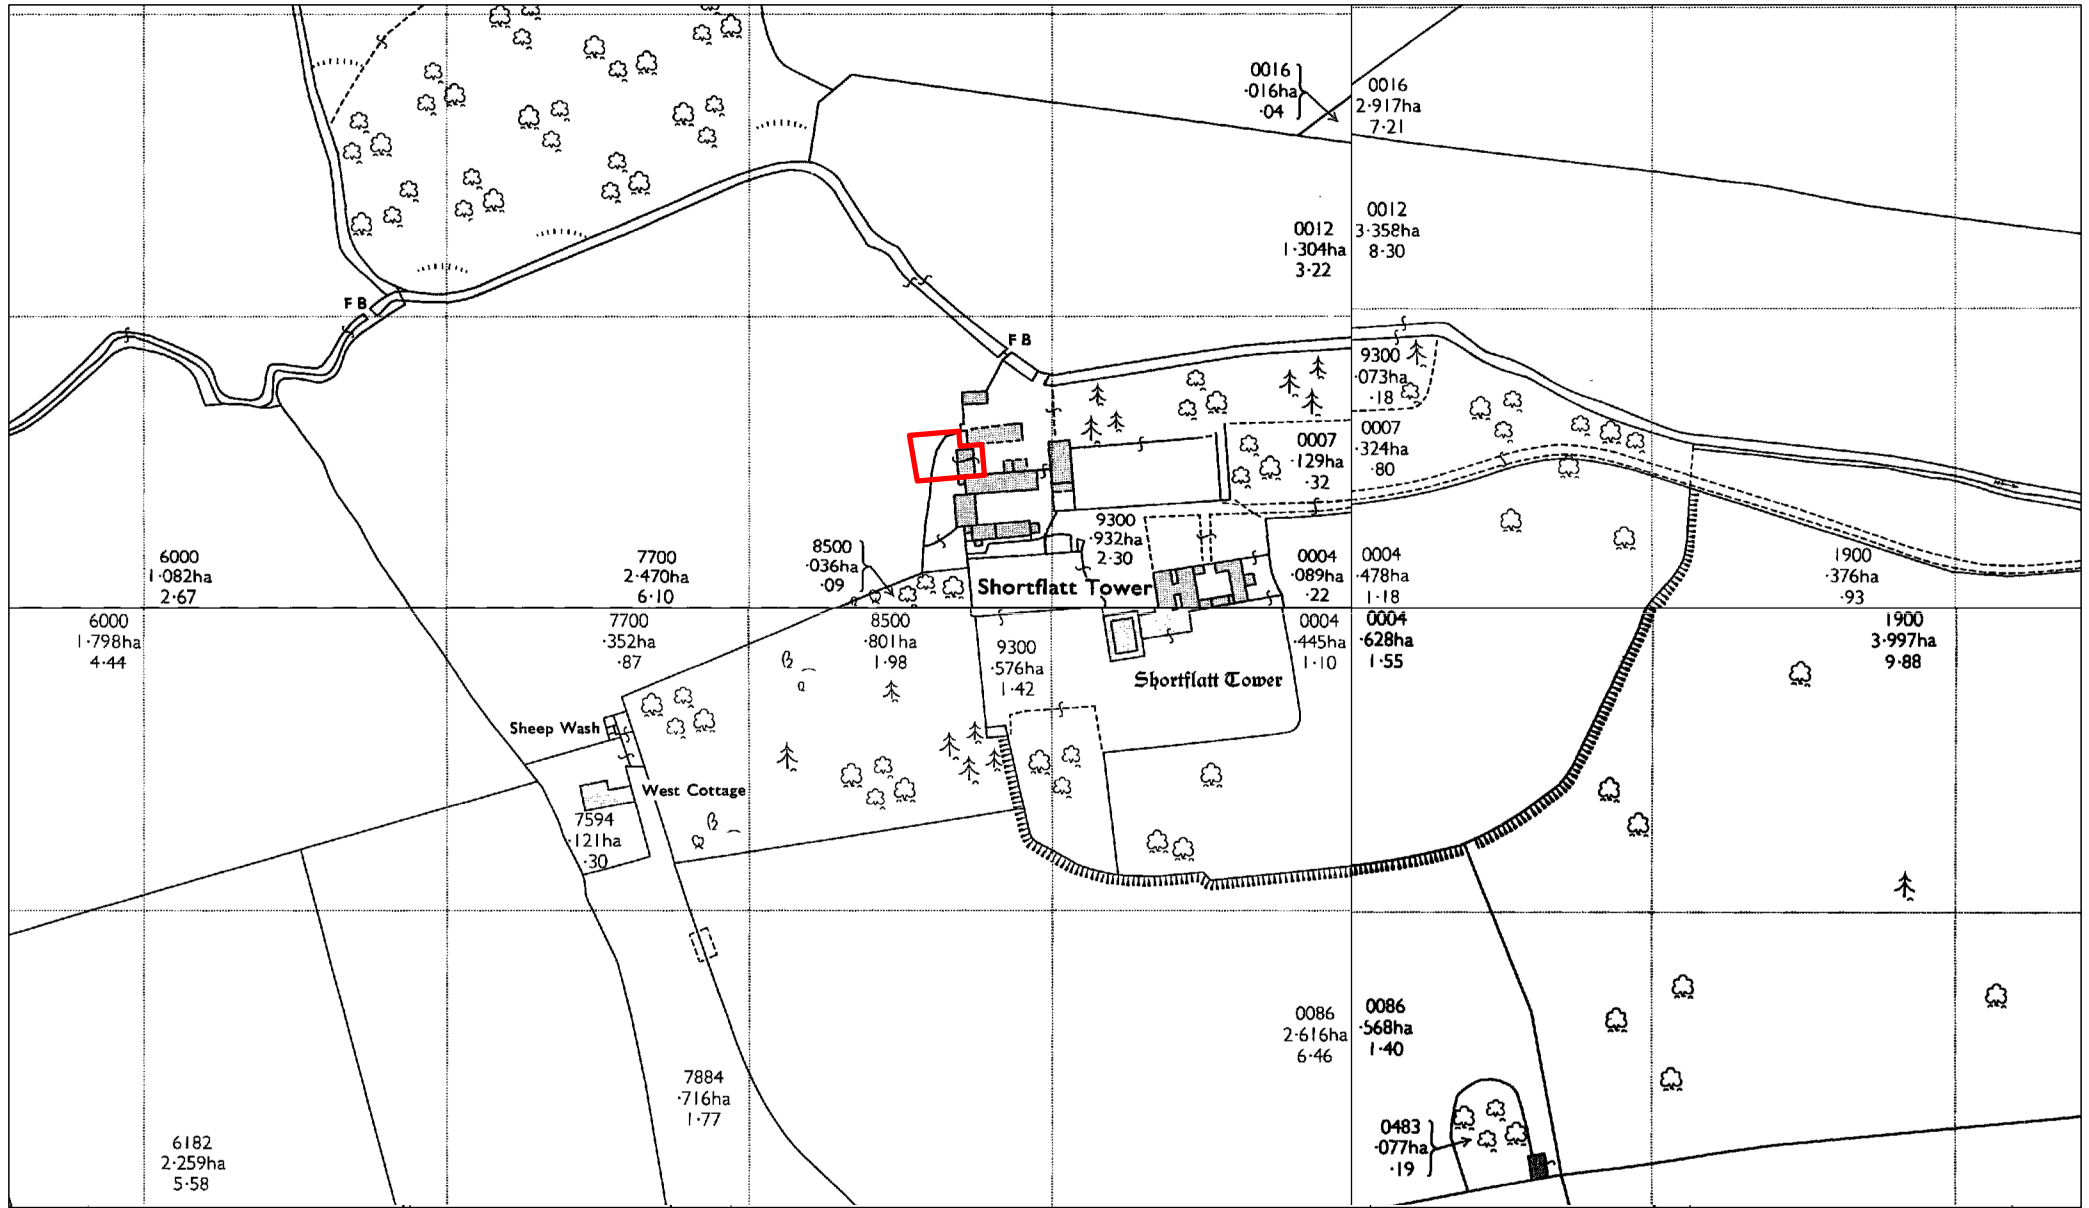 0016
·016ha
·04
0016
2·917ha
7·21
0012
1·304ha
3·22
0012
3·358ha
8·30
F B
F B
9300
·073ha
·18
0007
·129ha
·32
0007
·324ha
·80
6000
1·082ha
2·67
7700
2·470ha
6·10
8500
·036ha
·09
9300
·932ha
2·30
Shortflatt Tower
0004
·089ha
·22
0004
·478ha
1·18
1900
·376ha
·93
6000
1·798ha
4·44
7700
·352ha
·87
8500
·801ha
1·98
9300
·576ha
1·42
Shortflatt Tower
0004
·445ha
1·10
0004
·628ha
1·55
1900
3·997ha
9·88
Sheep Wash
West Cottage
7594
·121ha
·30
0086
2·616ha
6·46
0086
·568ha
1·40
7884
·716ha
1·77
6182
2·259ha
5·58
0483
·077ha
·19